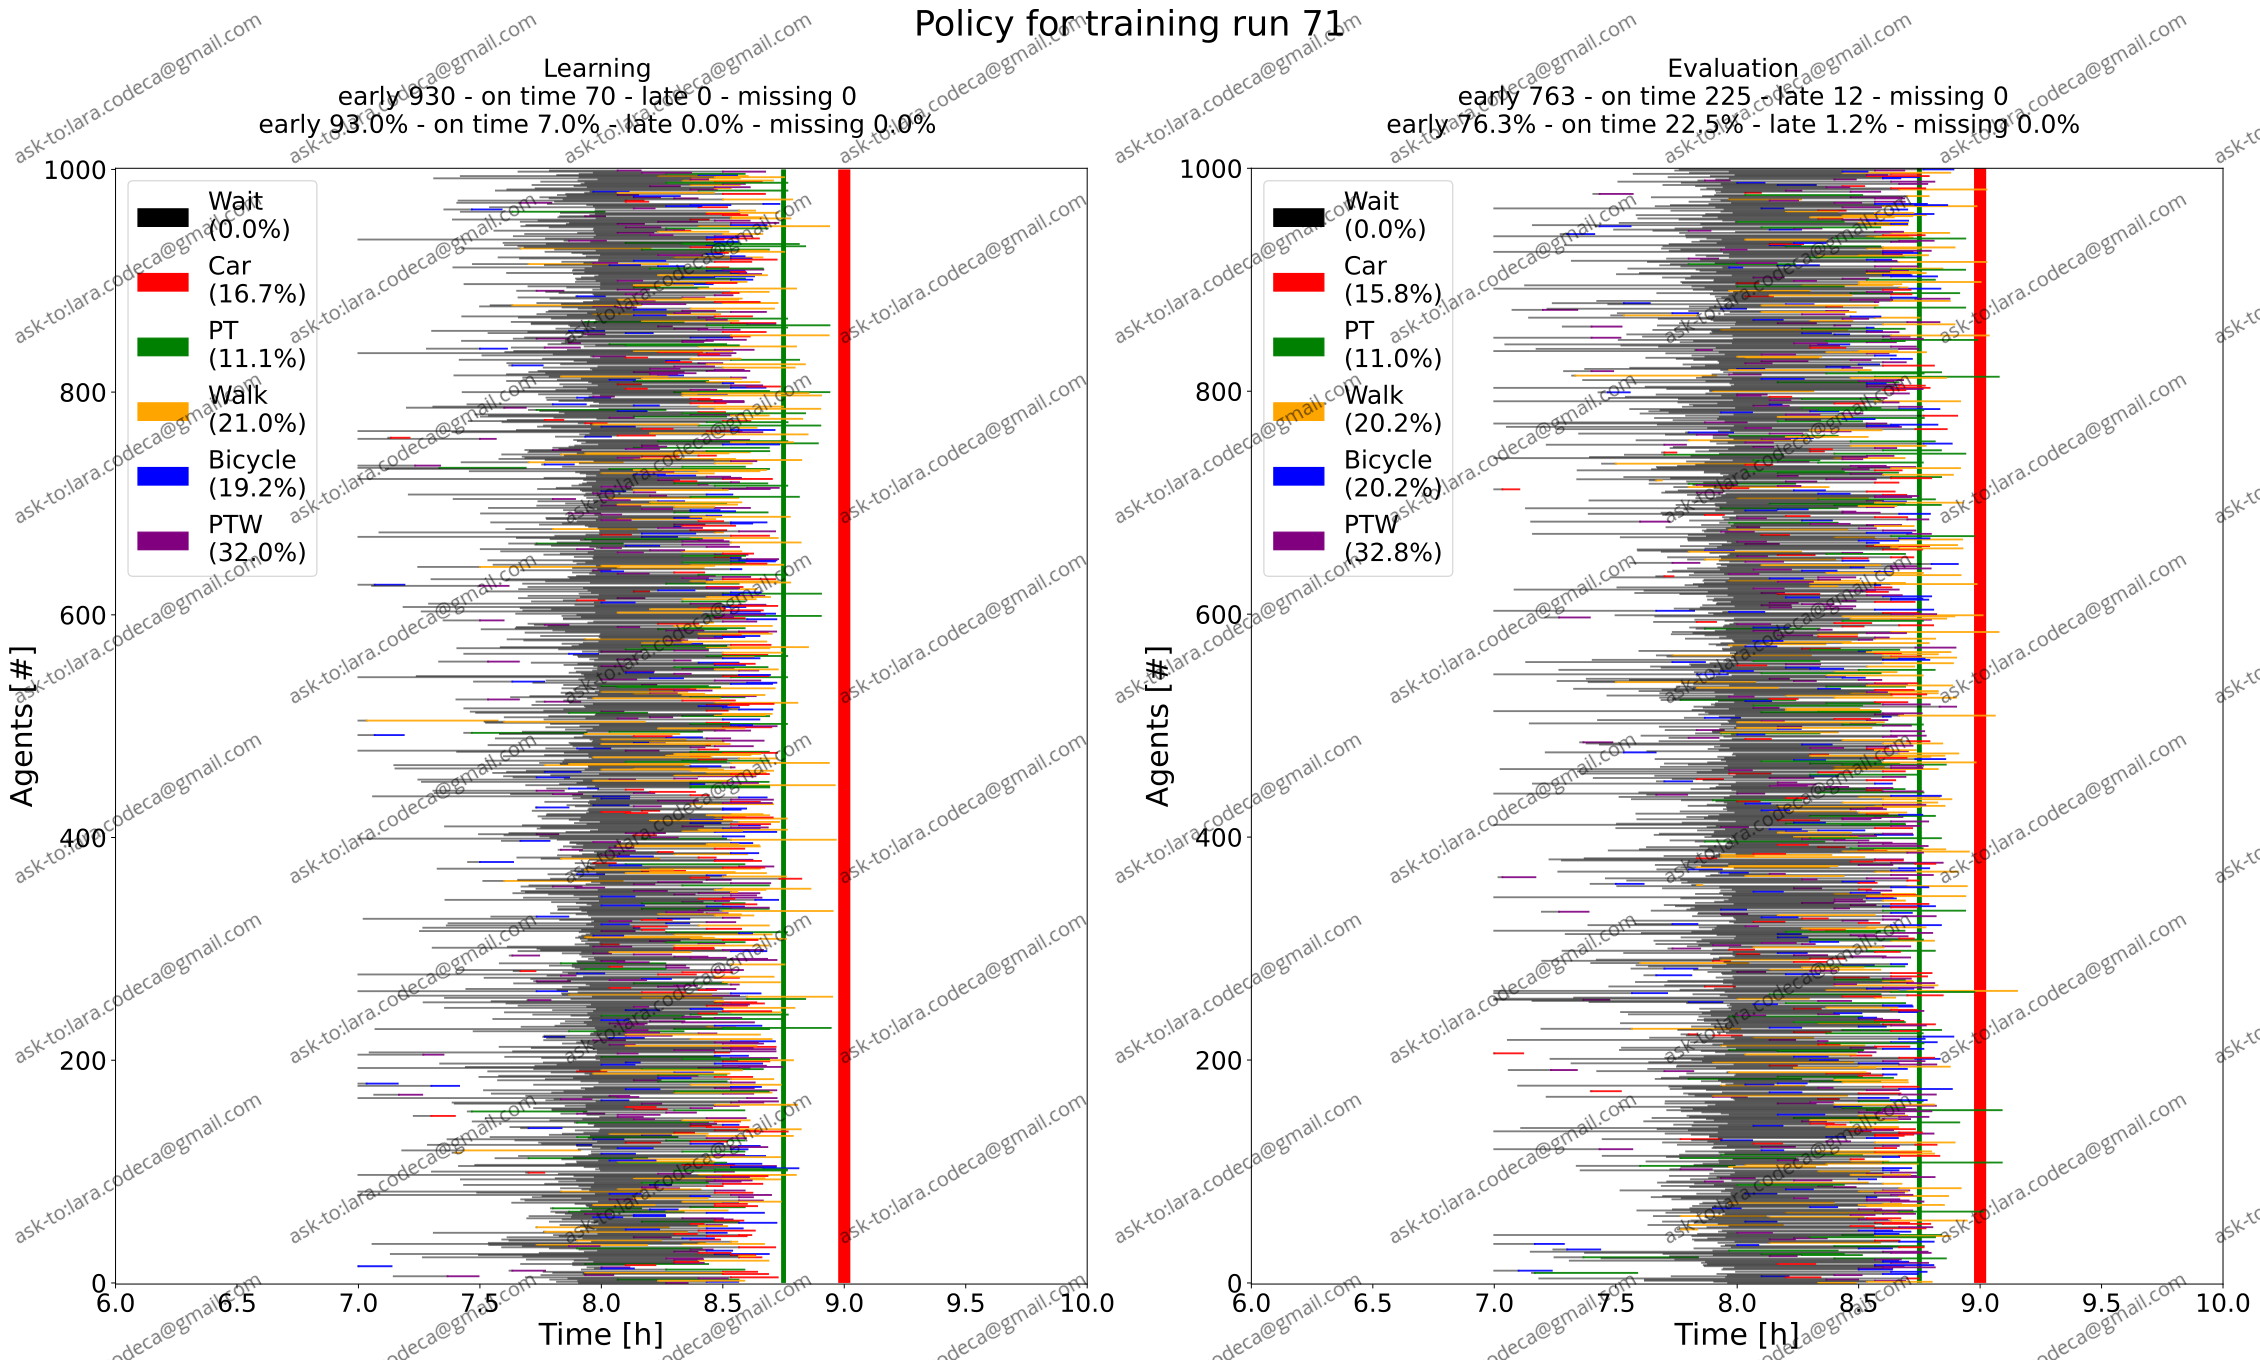 Policy for training run 71
Learning
early 930 - on time 70 - late 0 - missing 0
early 93.0% - on time 7.0% - late 0.0% - missing 0.0%
1000
800
600
400
200
0
Agents [#]
Wait
(0.0%)
Car
(16.7%)
PT
(11.1%)
Walk
(21.0%)
Bicycle
(19.2%)
PTW
(32.0%)
6.0 6.5 7.0 7.5 8.0 8.5 9.0 9.5 10.0
Time [h]
Evaluation
early 763 - on time 225 - late 12 - missing 0
early 76.3% - on time 22.5% - late 1.2% - missing 0.0%
1000
800
600
400
200
0
Agents [#]
Wait
(0.0%)
Car
(15.8%)
PT
(11.0%)
Walk
(20.2%)
Bicycle
(20.2%)
PTW
(32.8%)
6.0 6.5 7.0 7.5 8.0 8.5 9.0 9.5 10.0
Time [h]
ask-to:lara.codeca@gmail.com